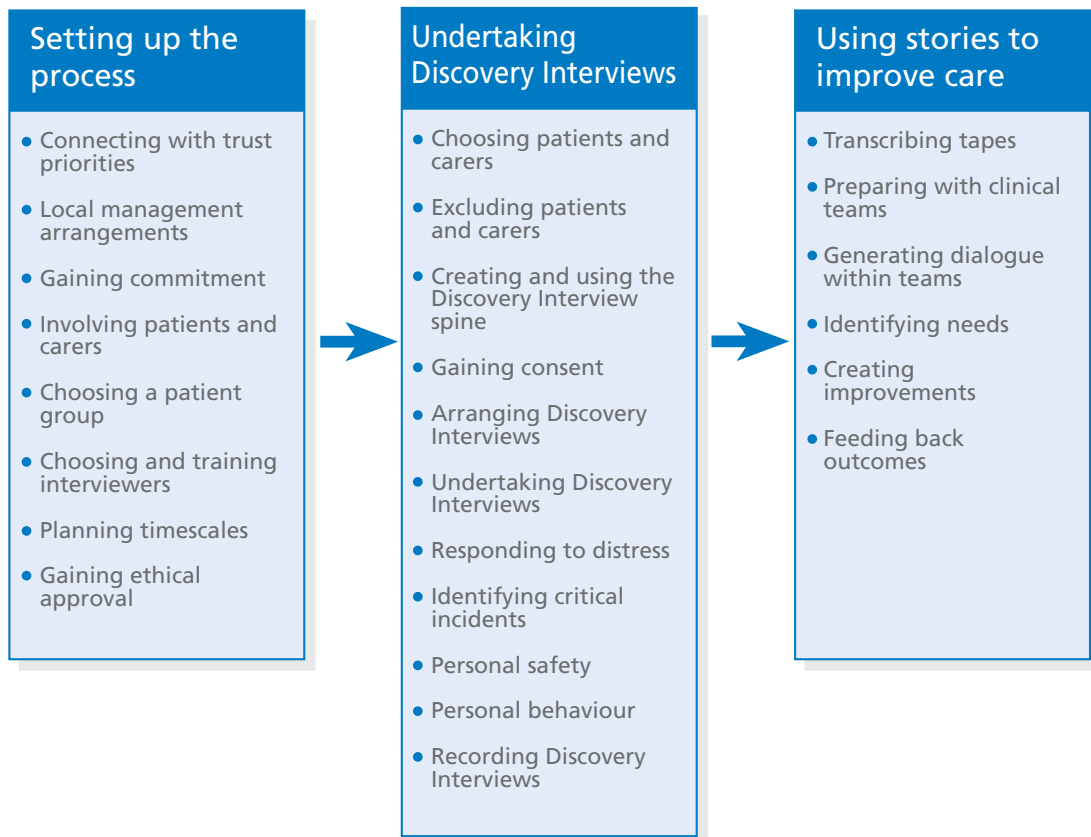 Setting up the
process
• Connecting with trust
priorities
• Local management
arrangements
• Gaining commitment
• Involving patients and
carers
• Choosing a patient
group
• Choosing and training
interviewers
• Planning timescales
• Gaining ethical
approval
Undertaking
Discovery Interviews
• Choosing patients and
carers
• Excluding patients
and carers
• Creating and using the
Discovery Interview
spine
• Gaining consent
• Arranging Discovery
Interviews
• Undertaking Discovery
Interviews
• Responding to distress
• Identifying critical
incidents
• Personal safety
• Personal behaviour
• Recording Discovery
Interviews
Using stories to
improve care
• Transcribing tapes
• Preparing with clinical
teams
• Generating dialogue
within teams
• Identifying needs
• Creating
improvements
• Feeding back
outcomes